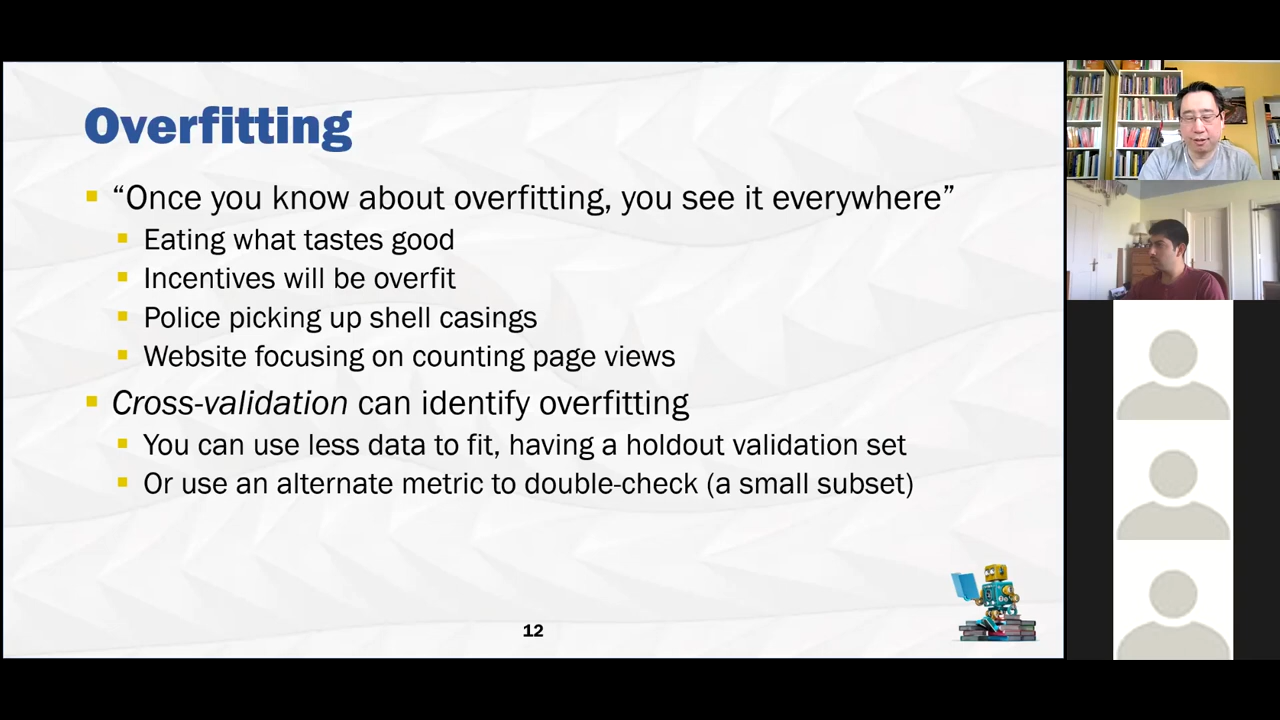 Overfitting
“Once you know about overfitting, you see it everywhere”
Eating what tastes good
Incentives will be overfit
Police picking up shell casings
Website focusing on counting page views
Cross-validation can identify overfitting
You can use less data to fit, having a holdout validation set
Or use an alternate metric to double-check (a small subset)
12